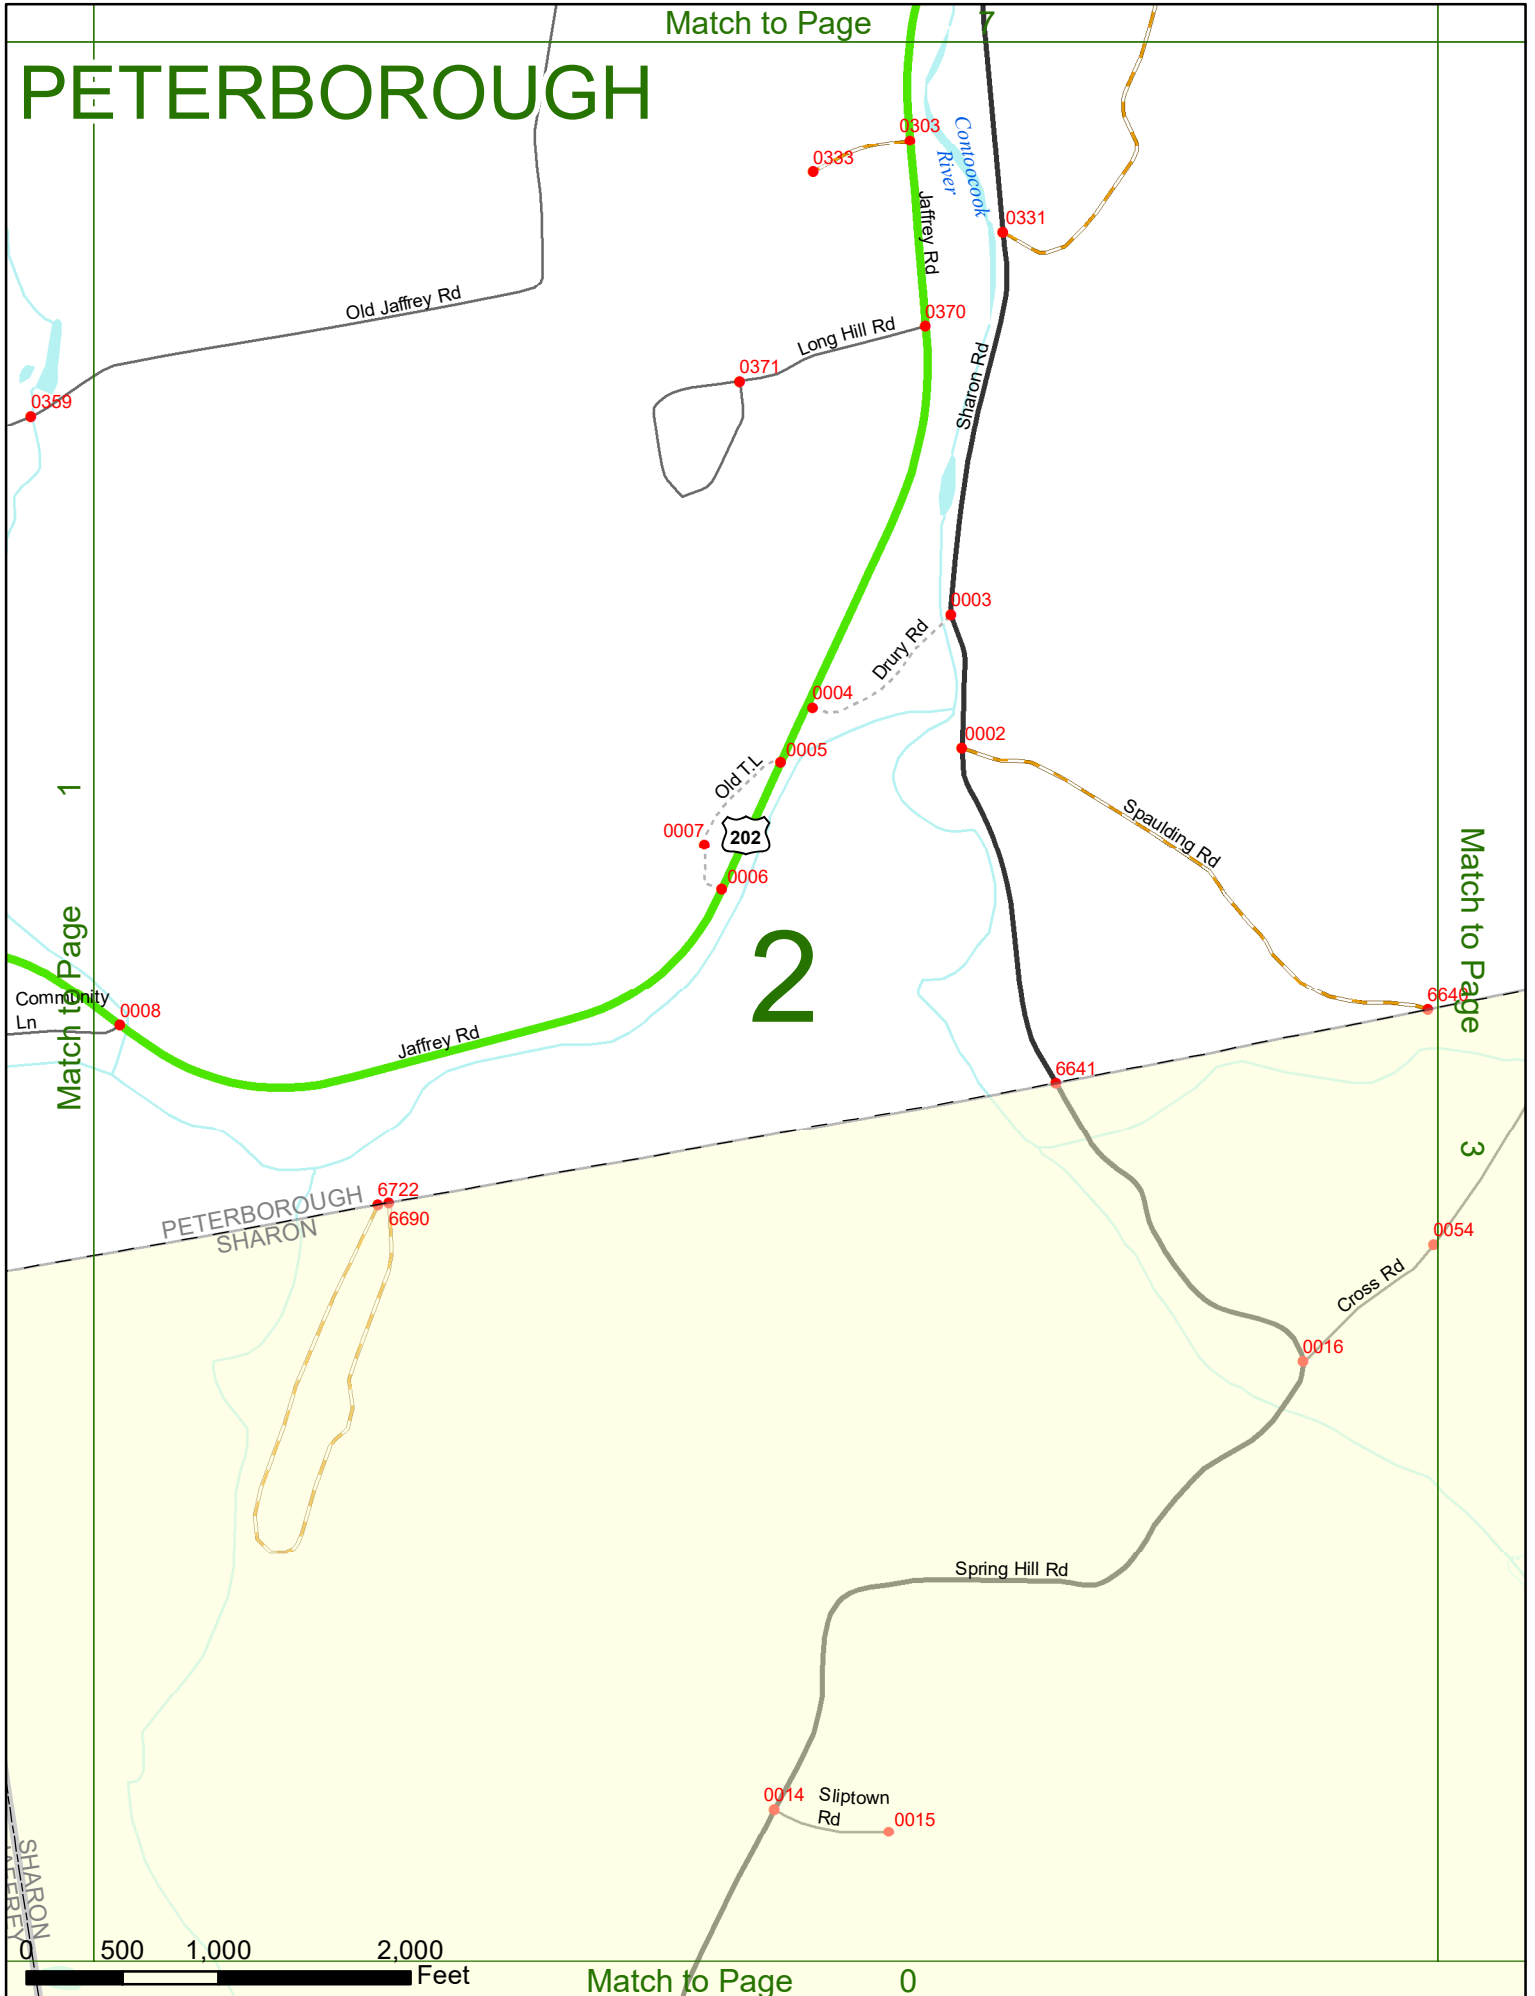 Match to Page 7
PETERBOROUGH
0303
0333
Contoocook
River
Jaffrey Rd
0331
Old Jaffrey Rd
0370
Long Hill Rd
0371
Sharon Rd
0359
0003
Drury Rd
0004
0002
0005
Old T.L
1
0007
202
Spaulding Rd
0006
2
Match to Page
Match to Page
Community
Ln
0008
6640
Jaffrey Rd
6641
3
6722
PETERBOROUGH
6690
SHARON
0054
Cross Rd
0016
Spring Hill Rd
0014
Sliptown
Rd
0015
SHARON
JAFFREY
0 500 1,000 2,000
Feet
Match to Page 0